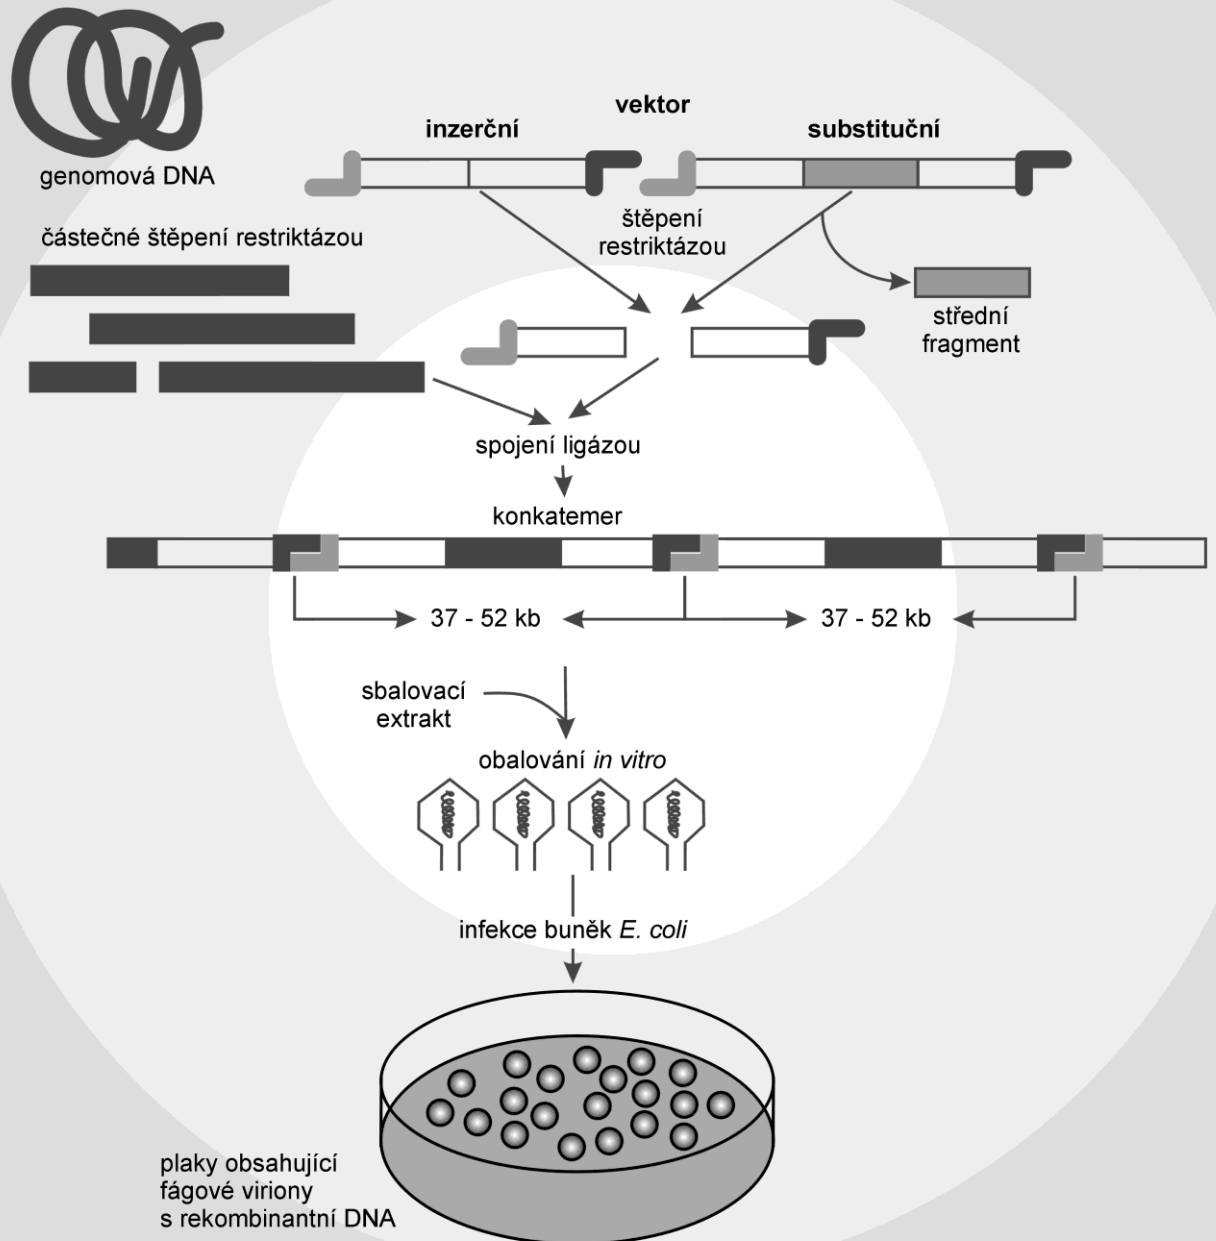 vektor
inzerční
substituční
genomová DNA
štěpení
restriktázou
částečné štěpení restriktázou
střední
fragment
spojení ligázou
konkatemer
37 - 52 kb
37 - 52 kb
sbalovací
extrakt
obalování in vitro
infekce buněk E. coli
plaky obsahující
fágové viriony
s rekombinantní DNA